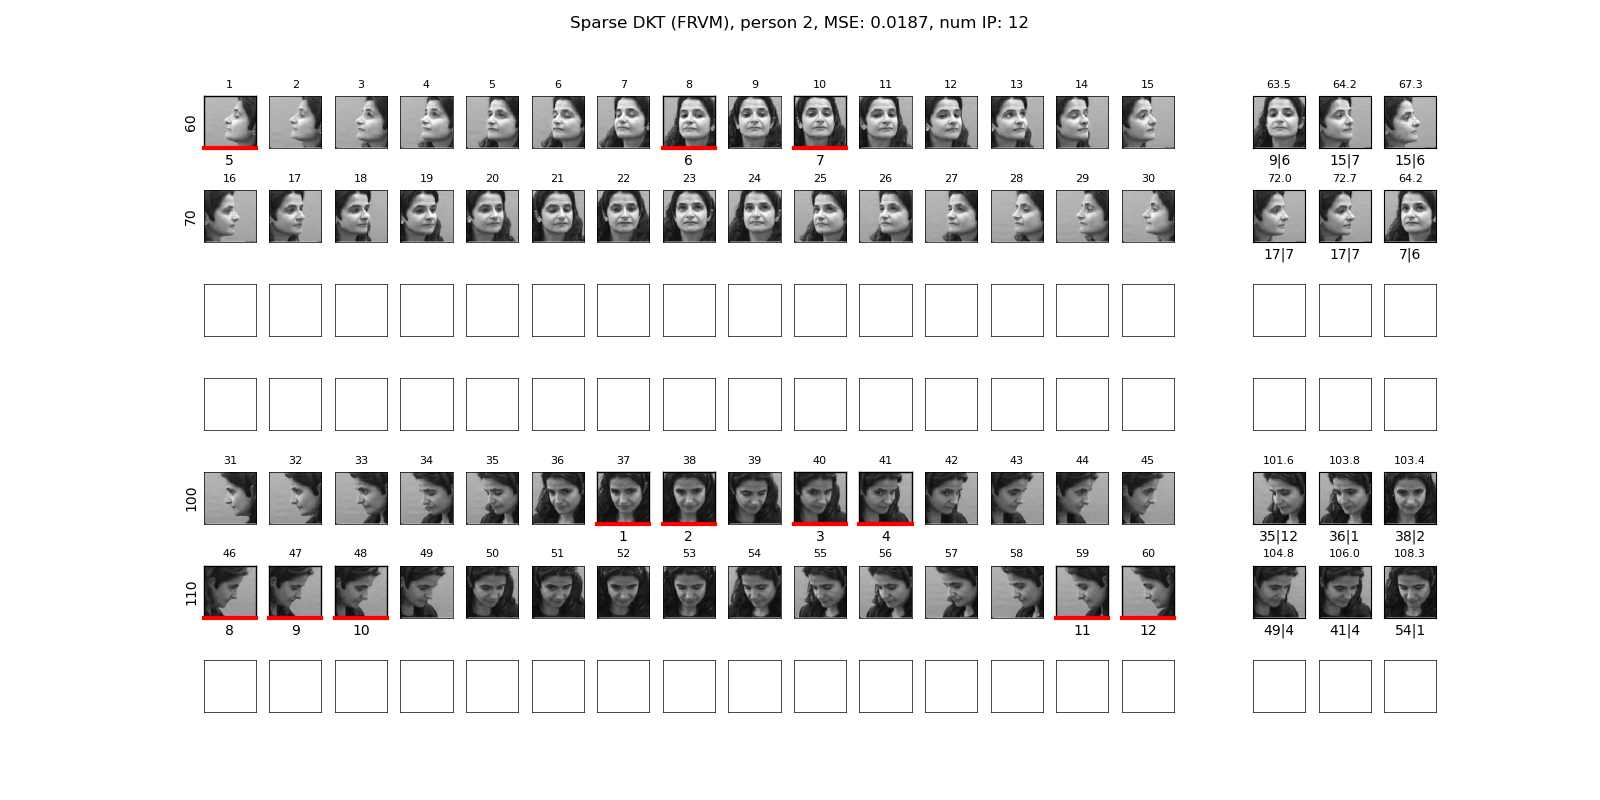 Sparse DKT (FRVM), person 2, MSE: 0.0187, num IP: 12
1 2 3 4 5 6 7 8 9 10 11 12 13 14 15 63.5 64.2 67.3
60
5 6 7 9|6 15|7 15|6
16 17 18 19 20 21 22 23 24 25 26 27 28 29 30 72.0 72.7 64.2
70
17|7 17|7 7|6
31 32 33 34 35 36 37 38 39 40 41 42 43 44 45 101.6 103.8 103.4
100
1 2 3 4 35|12 36|1 38|2
46 47 48 49 50 51 52 53 54 55 56 57 58 59 60 104.8 106.0 108.3
110
8 9 10 11 12 49|4 41|4 54|1